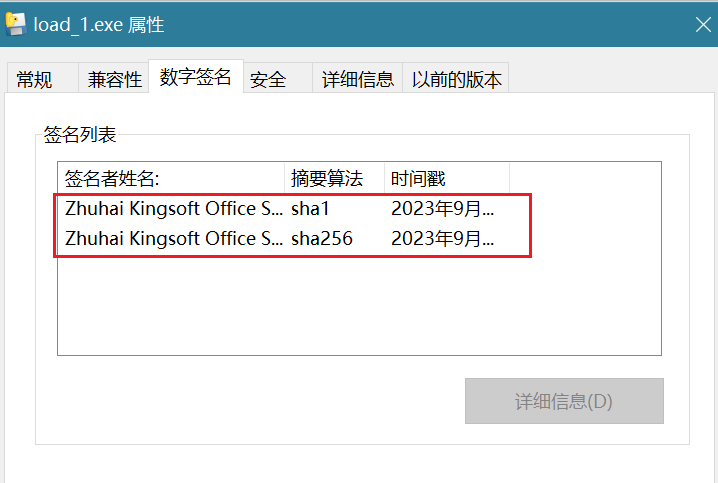 load_1.exe 属性
常规 兼容性 数字签名 安全 详细信息 以前的版本
签名列表
签名者姓名: 摘要算法 时间戳
Zhuhai Kingsoft Office S... sha1 2023年9月...
Zhuhai Kingsoft Office S... sha256 2023年9月...
详细信息(D)